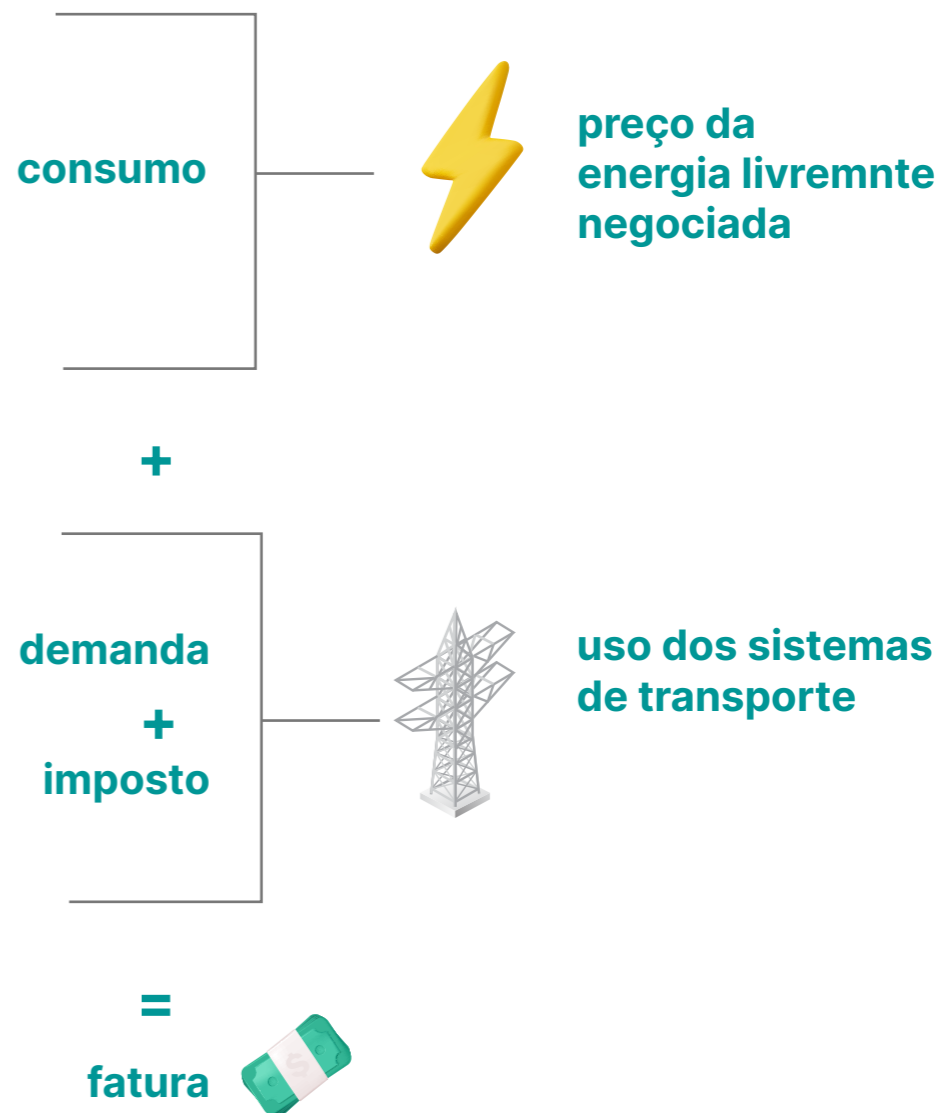 consumo
preço da
energia livremnte
negociada
+
demanda
+
imposto
uso dos sistemas
de transporte
=
fatura
$